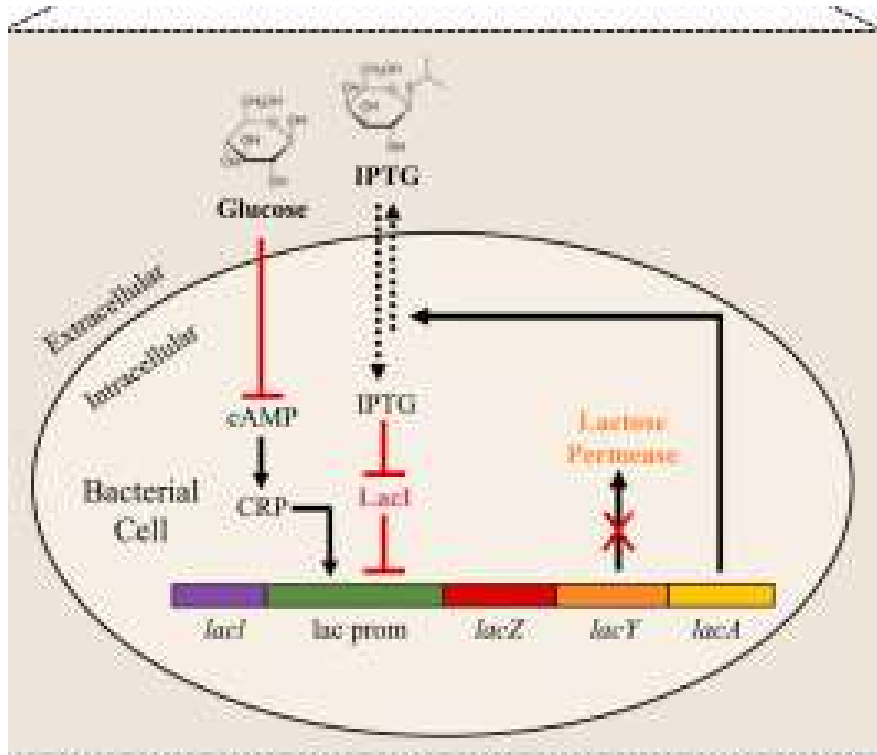 Glucose
IPTG
Extracellular
Intracellular
cAMP
IPTG
Lactose
Permease
Bacterial
Cell
CRP
LacI
lacI
lac prom
lacZ
lacY
lacA